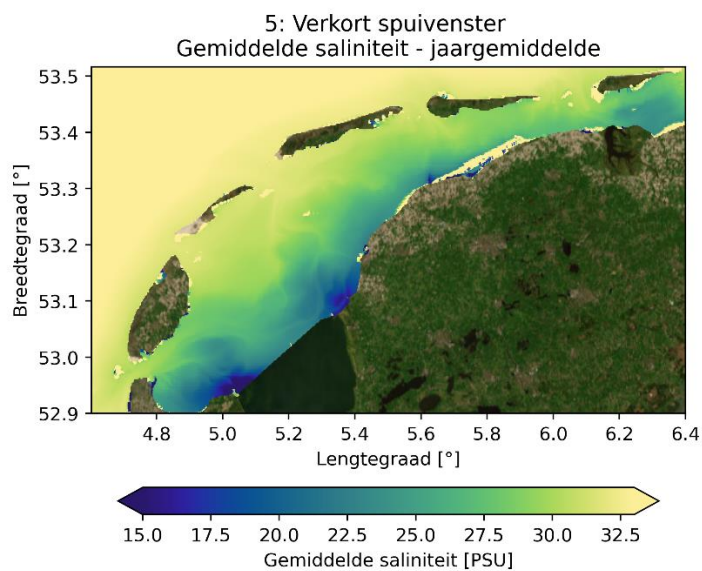 5: Verkort spuivenster
Gemiddelde saliniteit - jaargemiddelde
53.5
53.4
53.3
53.2
53.1
53.0
52.9
Breedtegraad [°]
4.8 5.0 5.2 5.4 5.6 5.8 6.0 6.2 6.4
Lengtegraad [°]
15.0 17.5 20.0 22.5 25.0 27.5 30.0 32.5
Gemiddelde saliniteit [PSU]